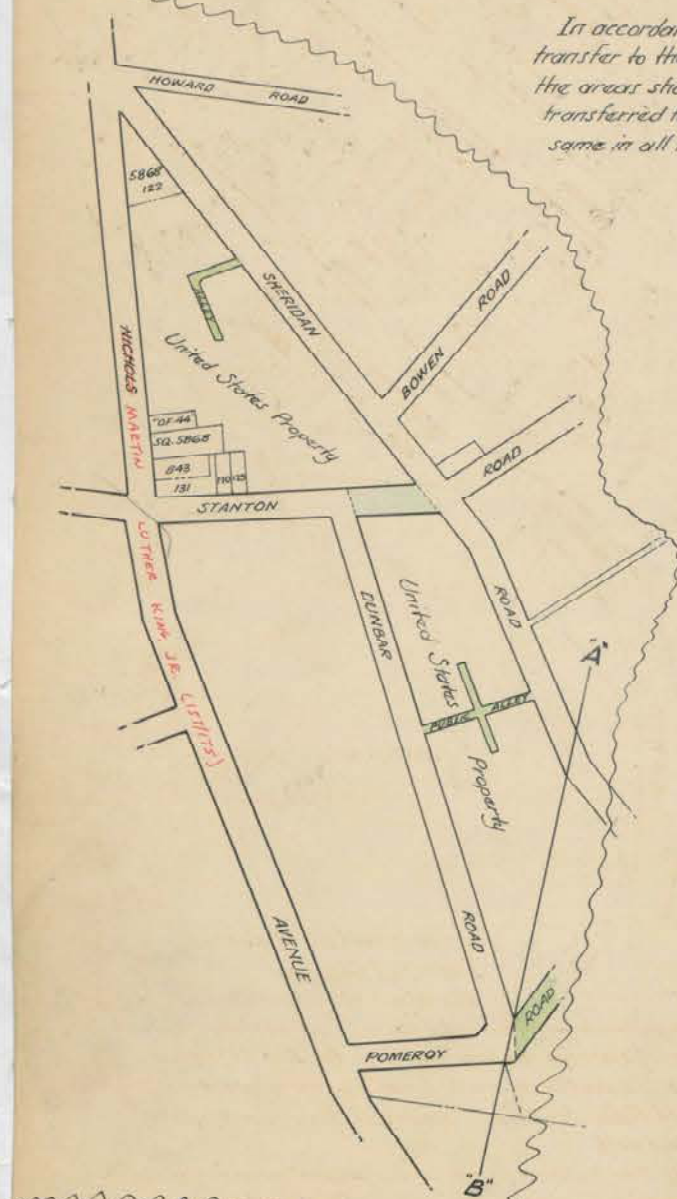 In accordan
transfer to th
the areas sho
transferred
same in all
HOWARD ROAD
5868
122
SHERIDAN
ALLEY
BOWEN ROAD
United States Property
NICHOLS MARTIN
SQ. 5868
843
131
STANTON
ROAD
LUTHER KING JR.
DUNBAR
United States
ROAD
"A"
PUBLIC ALLEY
Property
ROAD
AVENUE
ROAD
POMEROY
"B"